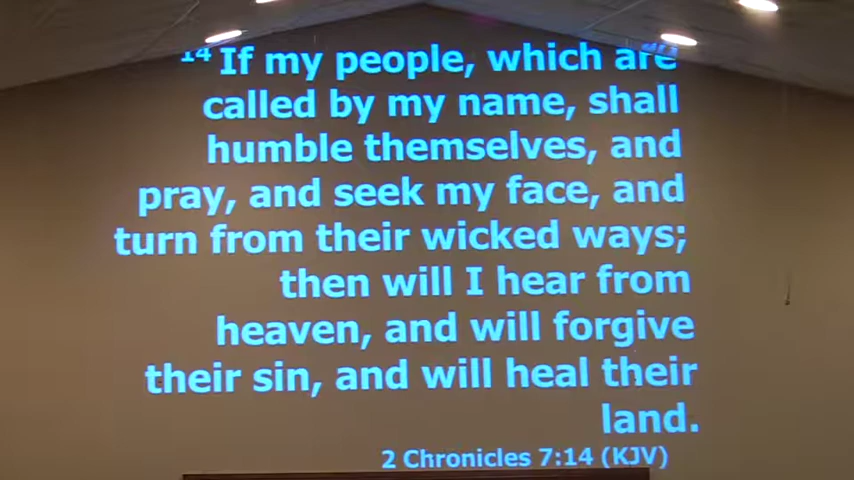 14 If my people, which are
called by my name, shall
humble themselves, and
pray, and seek my face, and
turn from their wicked ways;
then will I hear from
heaven, and will forgive
their sin, and will heal their
land.
2 Chronicles 7:14 (KJV)